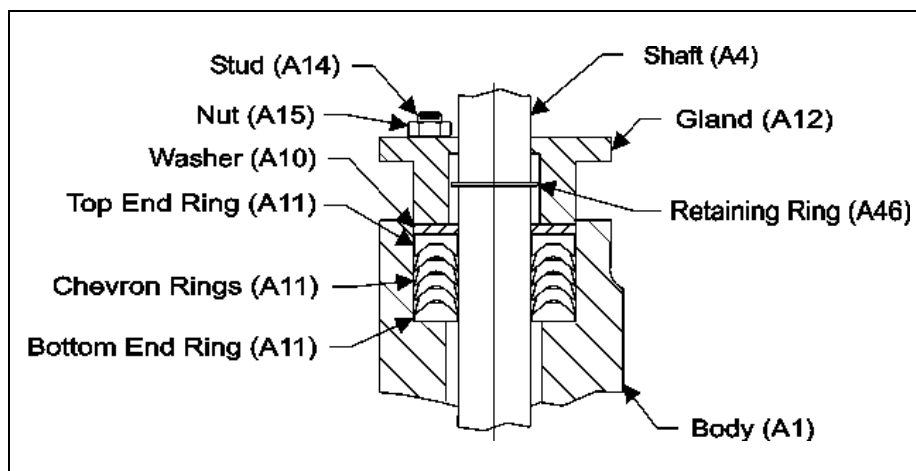 Stud (A14)
Nut (A15)
Washer (A10)
Top End Ring (A11)
Chevron Rings (A11)
Bottom End Ring (A11)
Shaft (A4)
Gland (A12)
Retaining Ring (A46)
Body (A1)